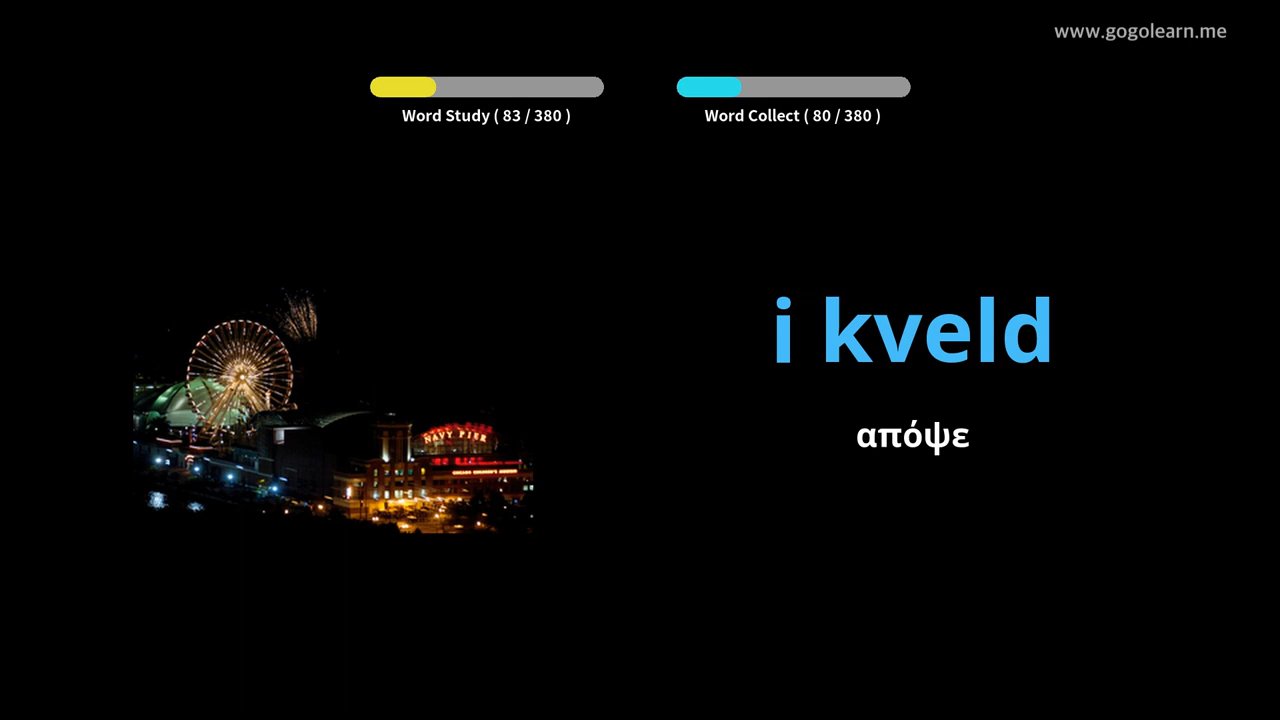 www.gogolearn.me
Word Study ( 83 / 380 )
Word Collect ( 80 / 380 )
i kveld
απόψε
NAVY PIER